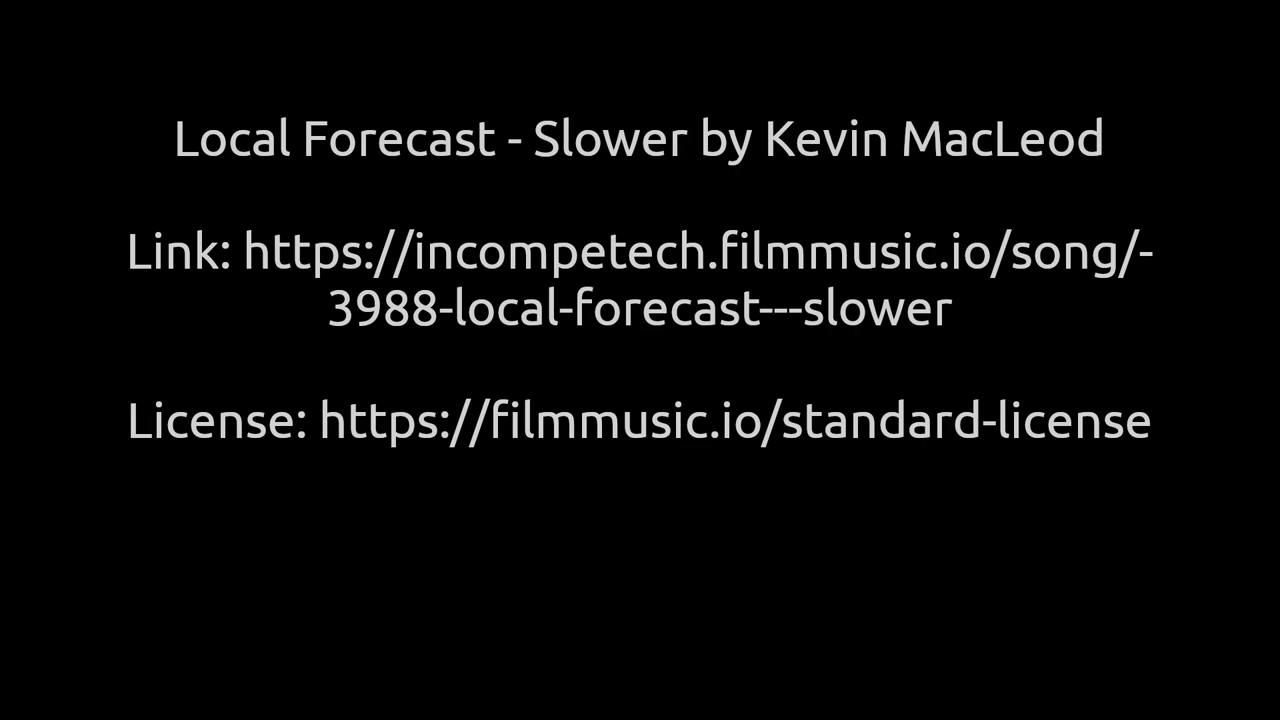 Local Forecast - Slower by Kevin MacLeod
Link: https://incompetech.filmmusic.io/song/-
3988-local-forecast---slower
License: https://filmmusic.io/standard-license